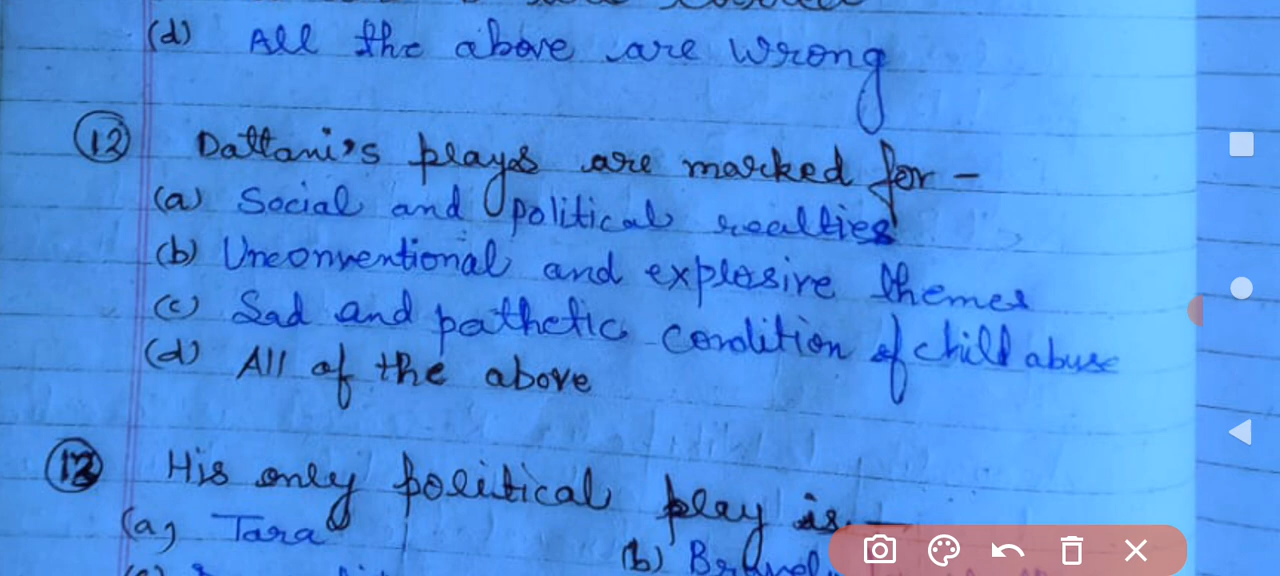 (d) All the above are wrong
(12) Dattani's plays are marked for -
(a) Social and political realties
(b) Unconventional and explosive themes
(c) Sad and pathetic condition of child abuse
(d) All of the above
His only political play is. -
(a) Tara
(b)